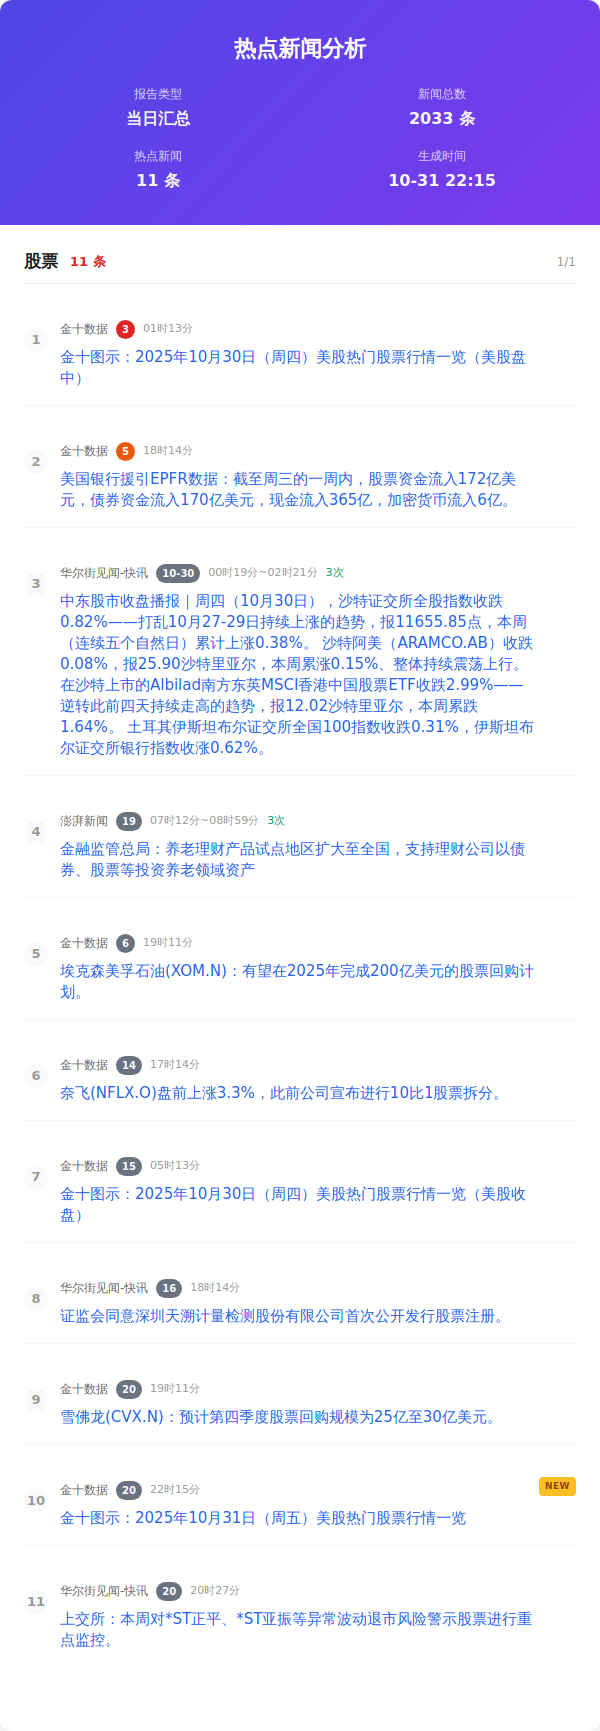 热点新闻分析
报告类型
新闻总数
当日汇总
2033 条
热点新闻
生成时间
11 条
10-31 22:15
股票 11 条 1/1
1 金十数据 3 01时13分
金十图示：2025年10月30日（周四）美股热门股票行情一览（美股盘
中）
2 金十数据 5 18时14分
美国银行援引EPFR数据：截至周三的一周内，股票资金流入172亿美
元，债券资金流入170亿美元，现金流入365亿，加密货币流入6亿。
3 华尔街见闻-快讯 10-30 00时19分~02时21分 3次
中东股市收盘播报｜周四（10月30日），沙特证交所全股指数收跌
0.82%——打乱10月27-29日持续上涨的趋势，报11655.85点，本周
（连续五个自然日）累计上涨0.38%。 沙特阿美（ARAMCO.AB）收跌
0.08%，报25.90沙特里亚尔，本周累涨0.15%、整体持续震荡上行。
在沙特上市的Albilad南方东英MSCI香港中国股票ETF收跌2.99%——
逆转此前四天持续走高的趋势，报12.02沙特里亚尔，本周累跌
1.64%。 土耳其伊斯坦布尔证交所全国100指数收跌0.31%，伊斯坦布
尔证交所银行指数收涨0.62%。
4 澎湃新闻 19 07时12分~08时59分 3次
金融监管总局：养老理财产品试点地区扩大至全国，支持理财公司以债
券、股票等投资养老领域资产
5 金十数据 6 19时11分
埃克森美孚石油(XOM.N)：有望在2025年完成200亿美元的股票回购计
划。
6 金十数据 14 17时14分
奈飞(NFLX.O)盘前上涨3.3%，此前公司宣布进行10比1股票拆分。
7 金十数据 15 05时13分
金十图示：2025年10月30日（周四）美股热门股票行情一览（美股收
盘）
8 华尔街见闻-快讯 16 18时14分
证监会同意深圳天溯计量检测股份有限公司首次公开发行股票注册。
9 金十数据 20 19时11分
雪佛龙(CVX.N)：预计第四季度股票回购规模为25亿至30亿美元。
10 金十数据 20 22时15分 NEW
金十图示：2025年10月31日（周五）美股热门股票行情一览
11 华尔街见闻-快讯 20 20时27分
上交所：本周对*ST正平、*ST亚振等异常波动退市风险警示股票进行重
点监控。